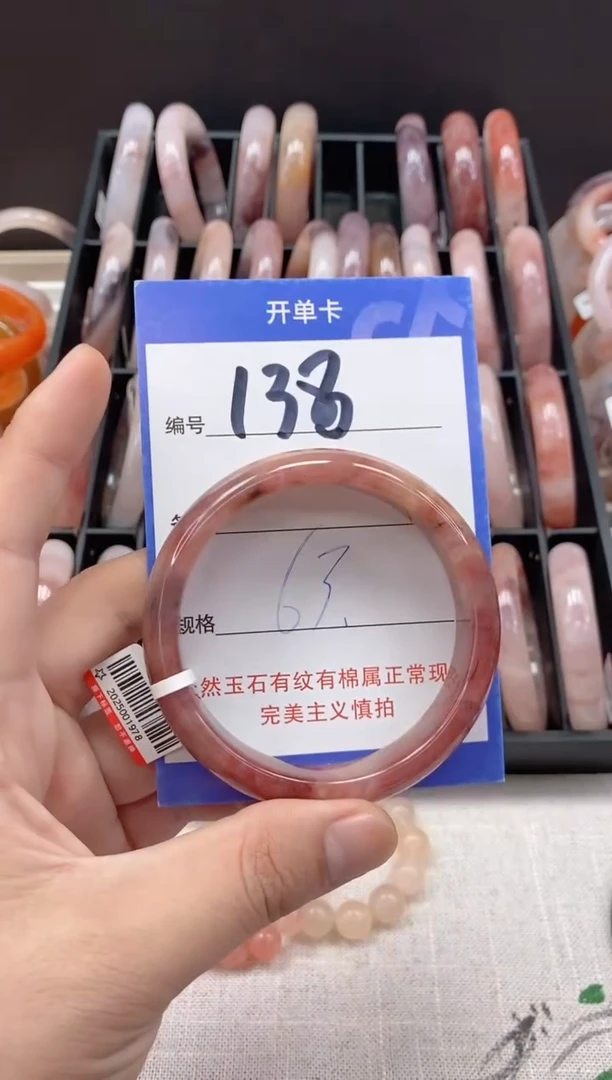 开单卡
编号 138
规格 63.
然玉石有纹有棉属正常现
完美主义慎拍
2025001978